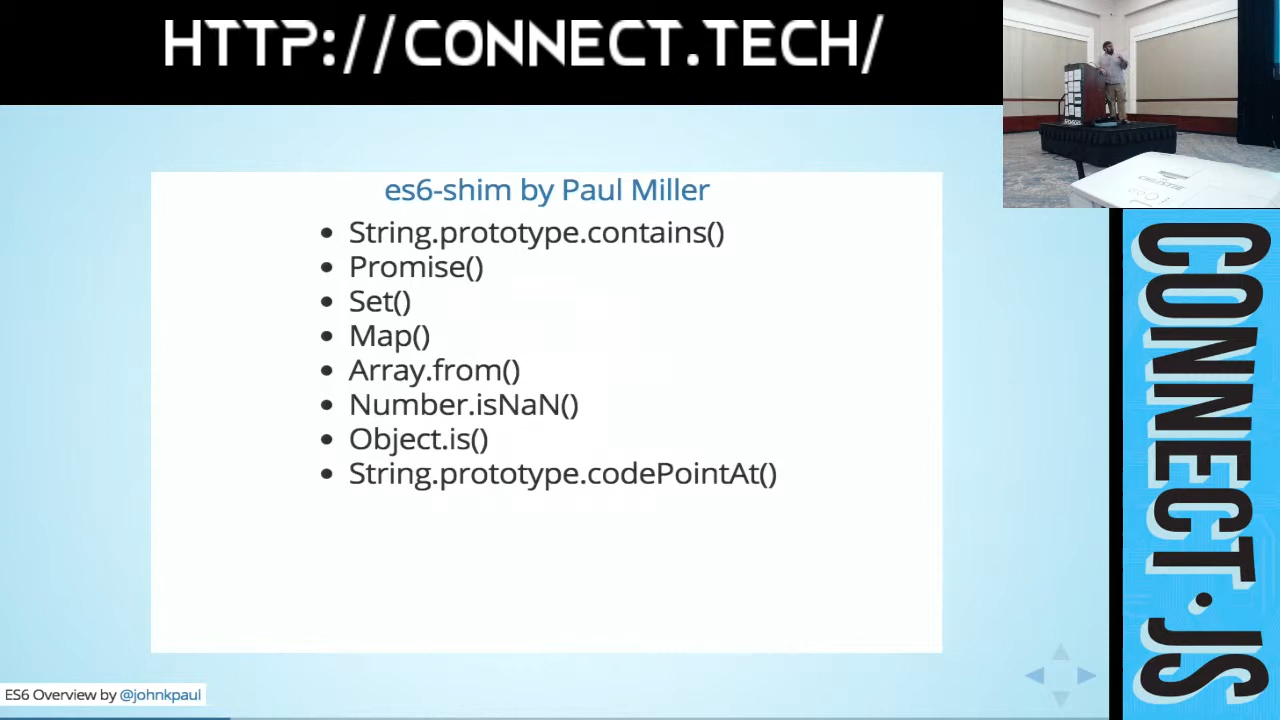 HTTP://CONNECT.TECH/
es6-shim by Paul Miller
• String.prototype.contains()
• Promise()
• Set()
• Map()
• Array.from()
• Number.isNaN()
• Object.is()
• String.prototype.codePointAt()
CHRISTIE
CONNECT.JS
ES6 Overview by @johnkpaul